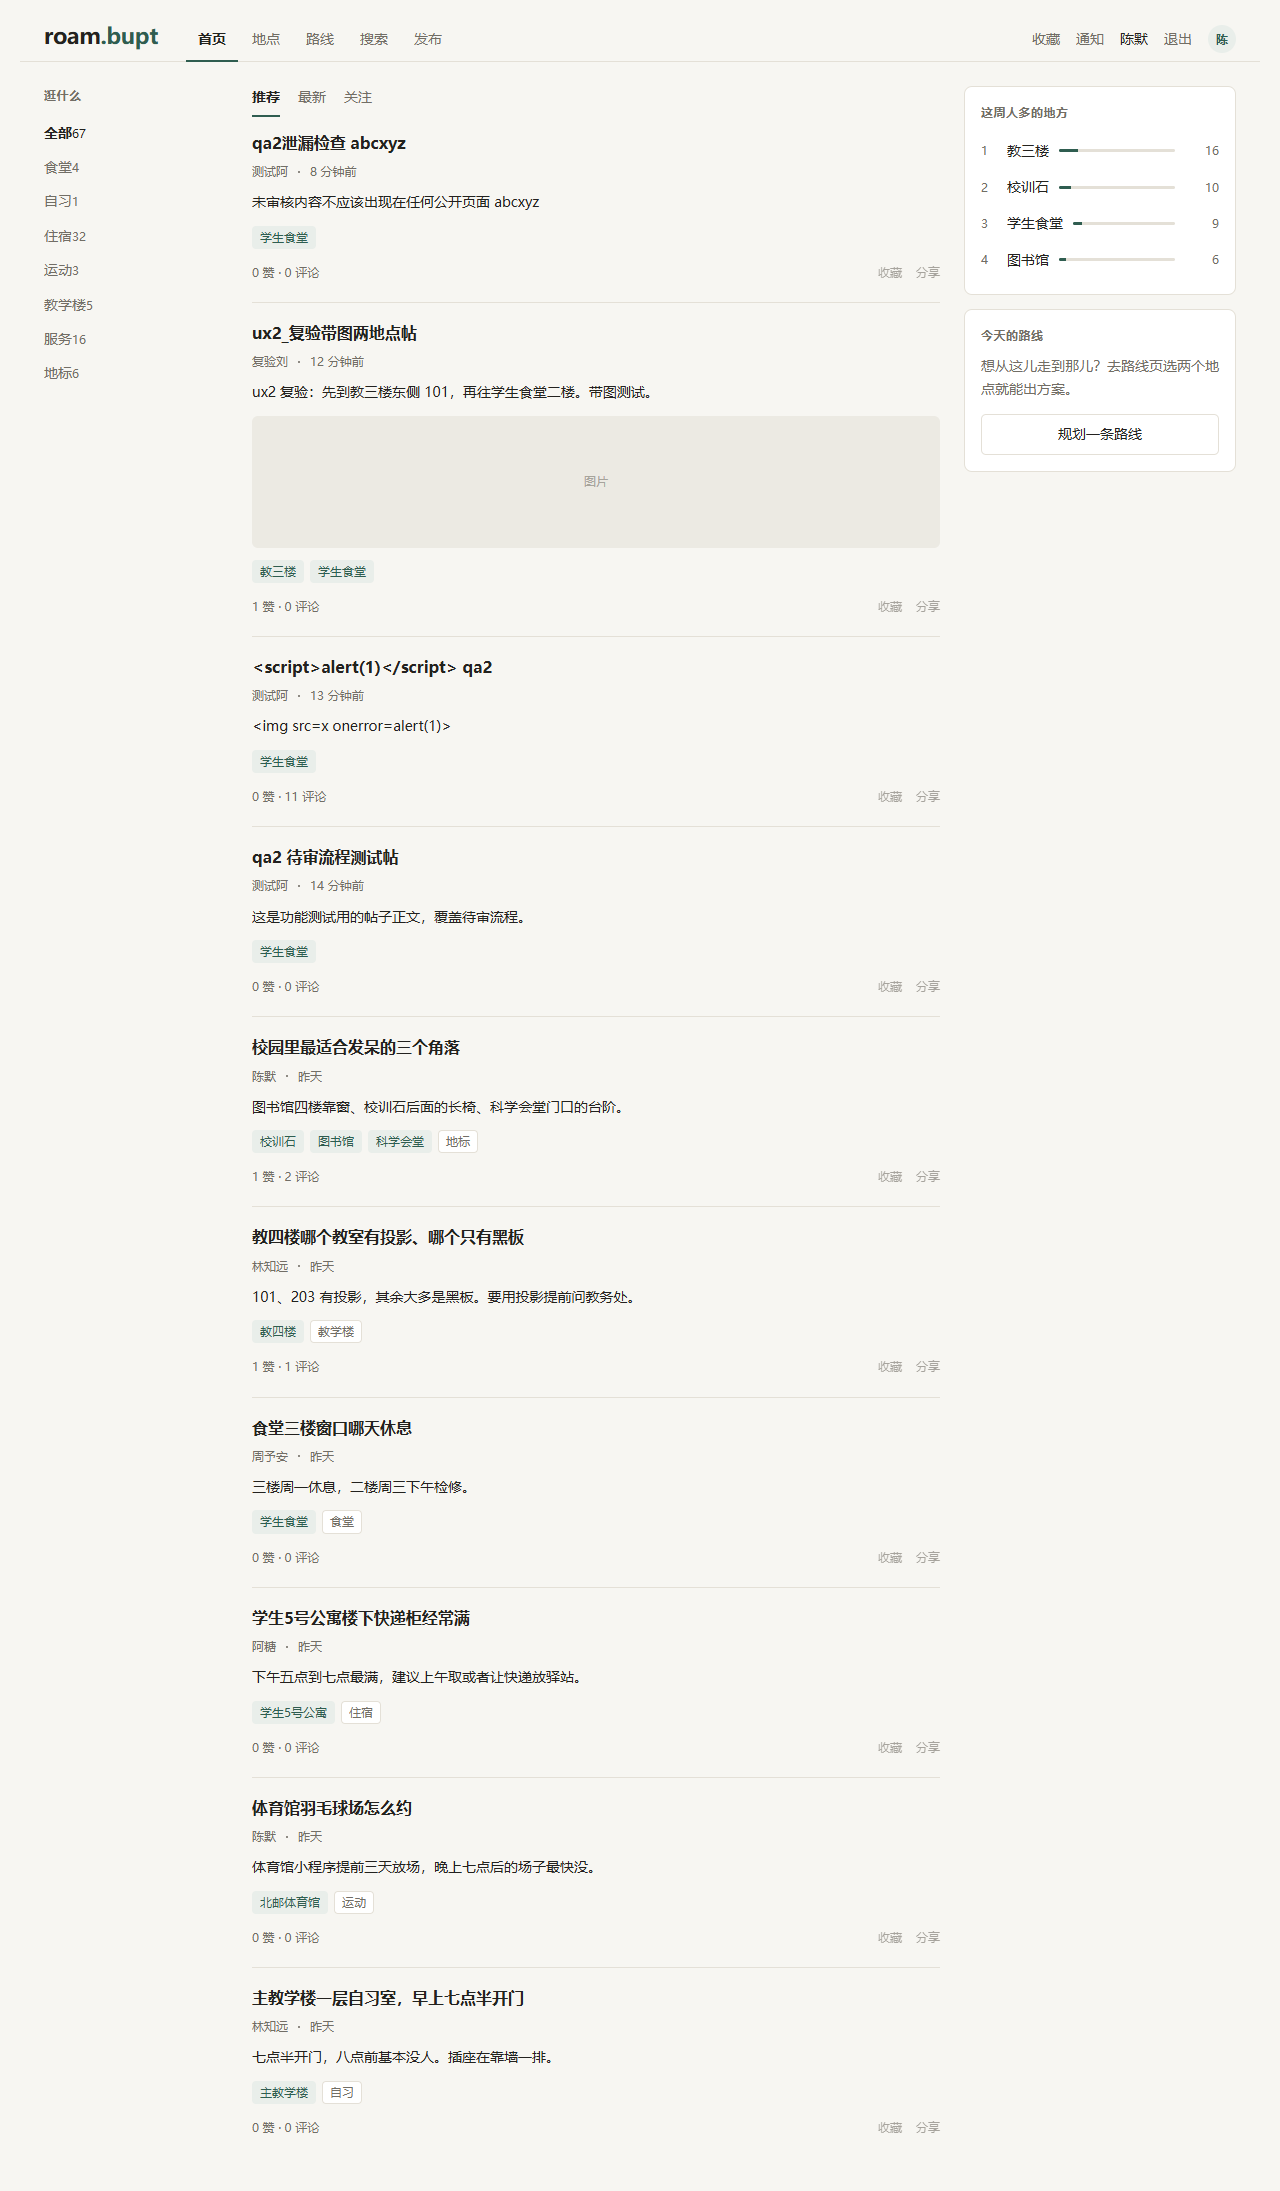 roam.bupt 首页 地点 路线 搜索 发布 收藏 通知 陈默 退出 陈
逛什么
全部67
食堂4
自习1
住宿32
运动3
教学楼5
服务16
地标6
推荐 最新 关注
qa2泄漏检查 abcxyz
测试阿 · 8 分钟前
未审核内容不应该出现在任何公开页面 abcxyz
学生食堂
0 赞 · 0 评论 收藏 分享
ux2_复验带图两地点帖
复验刘 · 12 分钟前
ux2 复验：先到教三楼东侧 101，再往学生食堂二楼。带图测试。
图片
教三楼 学生食堂
1 赞 · 0 评论 收藏 分享
<script>alert(1)</script> qa2
测试阿 · 13 分钟前
<img src=x onerror=alert(1)>
学生食堂
0 赞 · 11 评论 收藏 分享
qa2 待审流程测试帖
测试阿 · 14 分钟前
这是功能测试用的帖子正文，覆盖待审流程。
学生食堂
0 赞 · 0 评论 收藏 分享
校园里最适合发呆的三个角落
陈默 · 昨天
图书馆四楼靠窗、校训石后面的长椅、科学会堂门口的台阶。
校训石 图书馆 科学会堂 地标
1 赞 · 2 评论 收藏 分享
教四楼哪个教室有投影、哪个只有黑板
林知远 · 昨天
101、203 有投影，其余大多是黑板。要用投影提前问教务处。
教四楼 教学楼
1 赞 · 1 评论 收藏 分享
食堂三楼窗口哪天休息
周予安 · 昨天
三楼周一休息，二楼周三下午检修。
学生食堂 食堂
0 赞 · 0 评论 收藏 分享
学生5号公寓楼下快递柜经常满
阿糖 · 昨天
下午五点到七点最满，建议上午取或者让快递放驿站。
学生5号公寓 住宿
0 赞 · 0 评论 收藏 分享
体育馆羽毛球场怎么约
陈默 · 昨天
体育馆小程序提前三天放场，晚上七点后的场子最快没。
北邮体育馆 运动
0 赞 · 0 评论 收藏 分享
主教学楼一层自习室，早上七点半开门
林知远 · 昨天
七点半开门，八点前基本没人。插座在靠墙一排。
主教学楼 自习
0 赞 · 0 评论 收藏 分享
这周人多的地方
1 教三楼 16
2 校训石 10
3 学生食堂 9
4 图书馆 6
今天的路线
想从这儿走到那儿？去路线页选两个地
点就能出方案。
规划一条路线